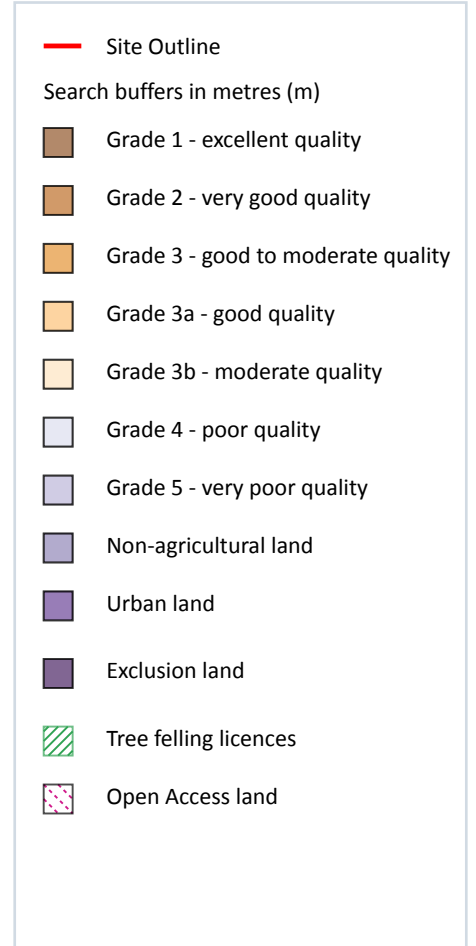 Site Outline
Search buffers in metres (m)
Grade 1 - excellent quality
Grade 2 - very good quality
Grade 3 - good to moderate quality
Grade 3a - good quality
Grade 3b - moderate quality
Grade 4 - poor quality
Grade 5 - very poor quality
Non-agricultural land
Urban land
Exclusion land
Tree felling licences
Open Access land